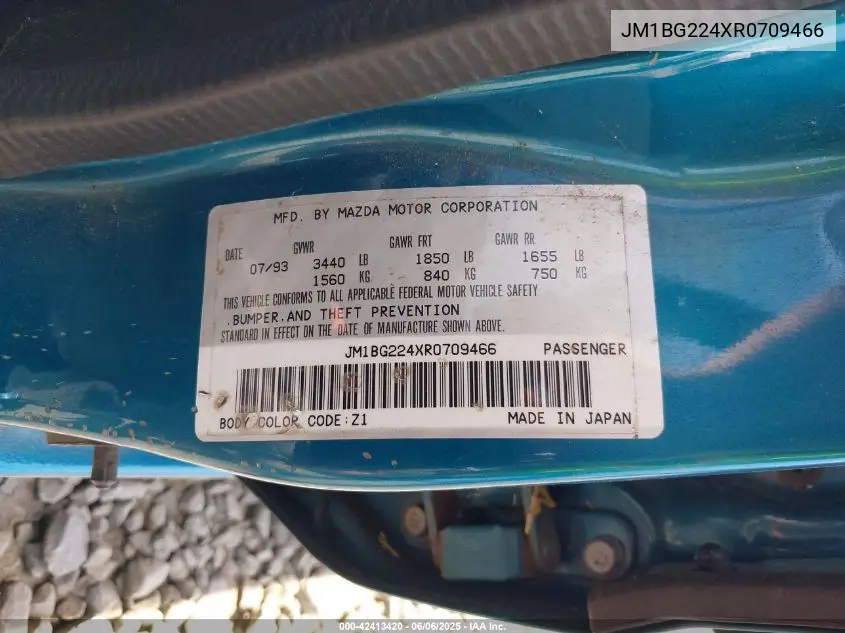 JM1BG224XR0709466
MFD. BY MAZDA MOTOR CORPORATION
DATE GVWR GAWR FRT GAWR RR
07/93 3440 LB 1850 LB 1655 LB
1560 KG 840 KG 750 KG
THIS VEHICLE CONFORMS TO ALL APPLICABLE FEDERAL MOTOR VEHICLE SAFETY
,BUMPER,AND THEFT PREVENTION
STANDARD IN EFFECT ON THE DATE OF MANUFACTURE SHOWN ABOVE.
JM1BG224XR0709466 PASSENGER
BODY COLOR CODE:Z1 MADE IN JAPAN
000-42413420 - 06/06/2025 - IAA Inc.